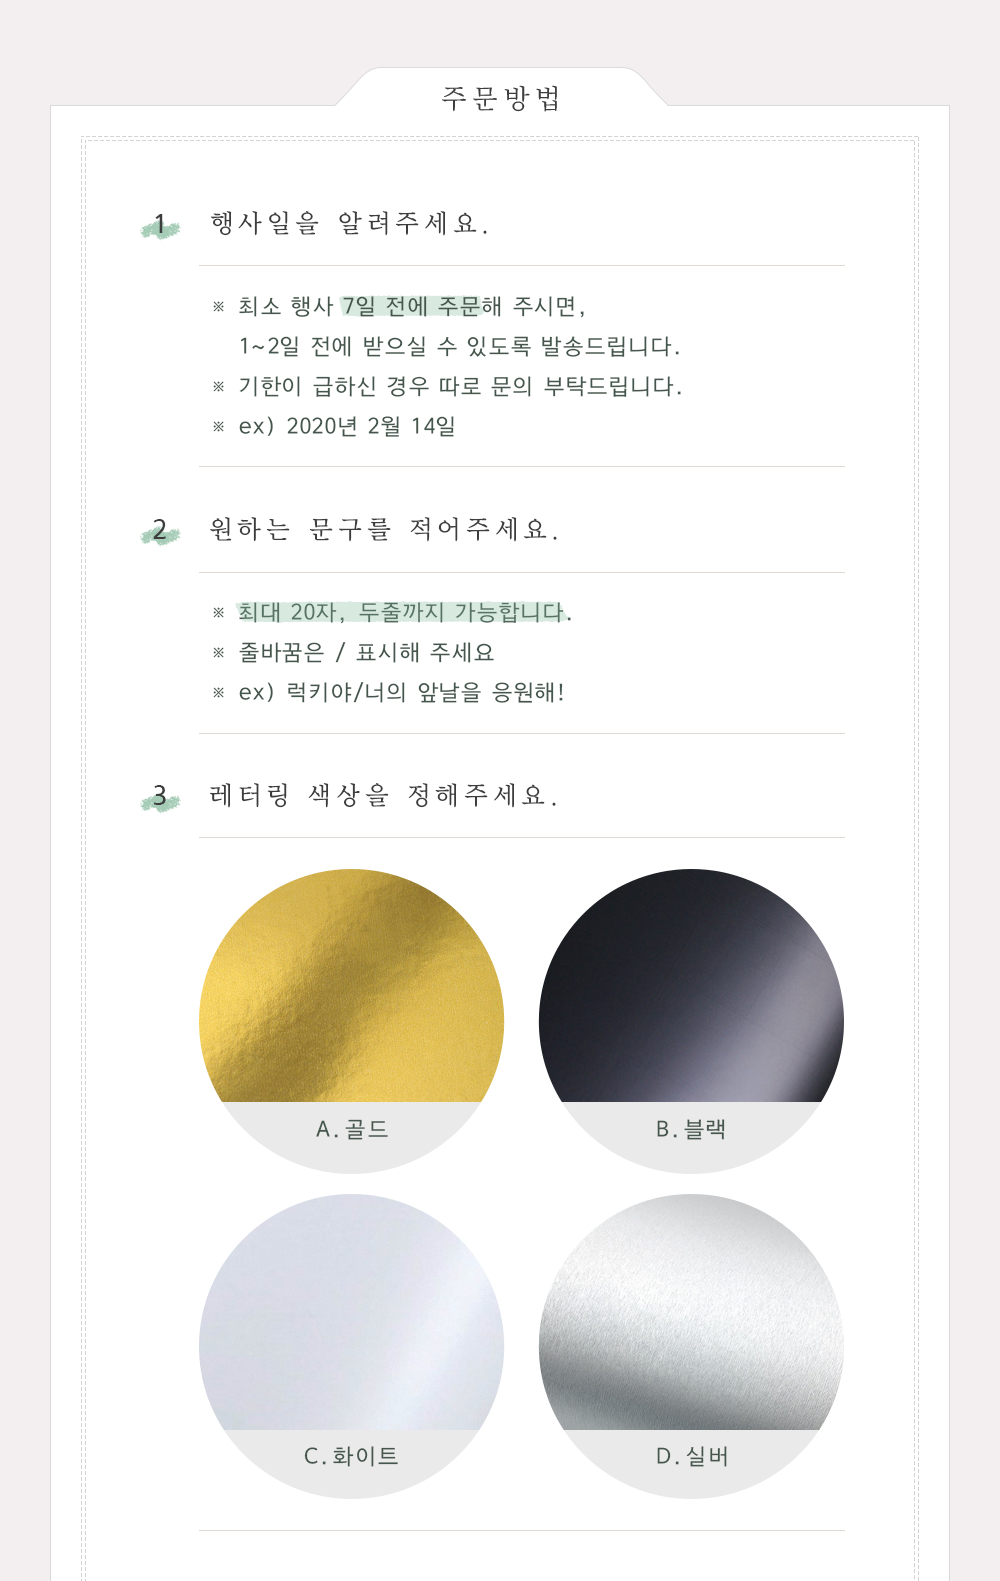 주문방법
1 행사일을 알려주세요.
※ 최소 행사 7일 전에 주문해 주시면,
1~2일 전에 받으실 수 있도록 발송드립니다.
※ 기한이 급하신 경우 따로 문의 부탁드립니다.
※ ex) 2020년 2월 14일
2 원하는 문구를 적어주세요.
※ 최대 20자, 두줄까지 가능합니다.
※ 줄바꿈은 / 표시해 주세요
※ ex) 럭키야/너의 앞날을 응원해!
3 레터링 색상을 정해주세요.
A. 골드
B. 블랙
C. 화이트
D. 실버